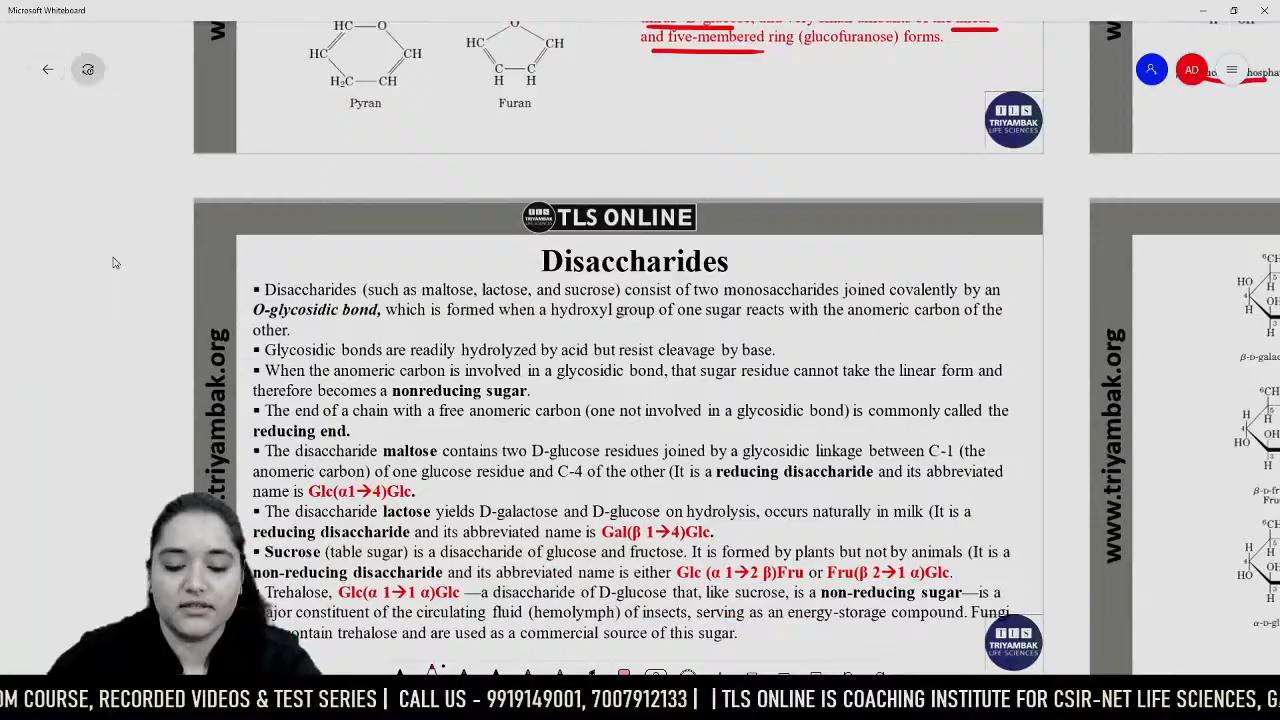 Microsoft Whiteboard
HC O
HC CH
H₂C CH
Pyran
O
HC CH
C C
H H
Furan
and five-membered ring (glucofuranose) forms.
AD
TLS
TRIYAMBAK
LIFE SCIENCES
TLS
TRIYAMBAK
TLS ONLINE
Disaccharides
▪ Disaccharides (such as maltose, lactose, and sucrose) consist of two monosaccharides joined covalently by an
O-glycosidic bond, which is formed when a hydroxyl group of one sugar reacts with the anomeric carbon of the
other.
▪ Glycosidic bonds are readily hydrolyzed by acid but resist cleavage by base.
▪ When the anomeric carbon is involved in a glycosidic bond, that sugar residue cannot take the linear form and
therefore becomes a nonreducing sugar.
▪ The end of a chain with a free anomeric carbon (one not involved in a glycosidic bond) is commonly called the
reducing end.
▪ The disaccharide maltose contains two D-glucose residues joined by a glycosidic linkage between C-1 (the
anomeric carbon) of one glucose residue and C-4 of the other (It is a reducing disaccharide and its abbreviated
name is Glc(α1→4)Glc.
▪ The disaccharide lactose yields D-galactose and D-glucose on hydrolysis, occurs naturally in milk (It is a
reducing disaccharide and its abbreviated name is Gal(β 1→4)Glc.
▪ Sucrose (table sugar) is a disaccharide of glucose and fructose. It is formed by plants but not by animals (It is a
non-reducing disaccharide and its abbreviated name is either Glc (α 1→2 β)Fru or Fru(β 2→1 α)Glc.
Trehalose, Glc(α 1→1 α)Glc —a disaccharide of D-glucose that, like sucrose, is a non-reducing sugar—is a
constituent of the circulating fluid (hemolymph) of insects, serving as an energy-storage compound. Fungi
contain trehalose and are used as a commercial source of this sugar.
.triyambak.org
www.triyambak.org
TLS
TRIYAMBAK
LIFE SCIENCES
COURSE, RECORDED VIDEOS & TEST SERIES | CALL US - 9919149001, 7007912133 | | TLS ONLINE IS COACHING INSTITUTE FOR CSIR-NET LIFE SCIENCES,